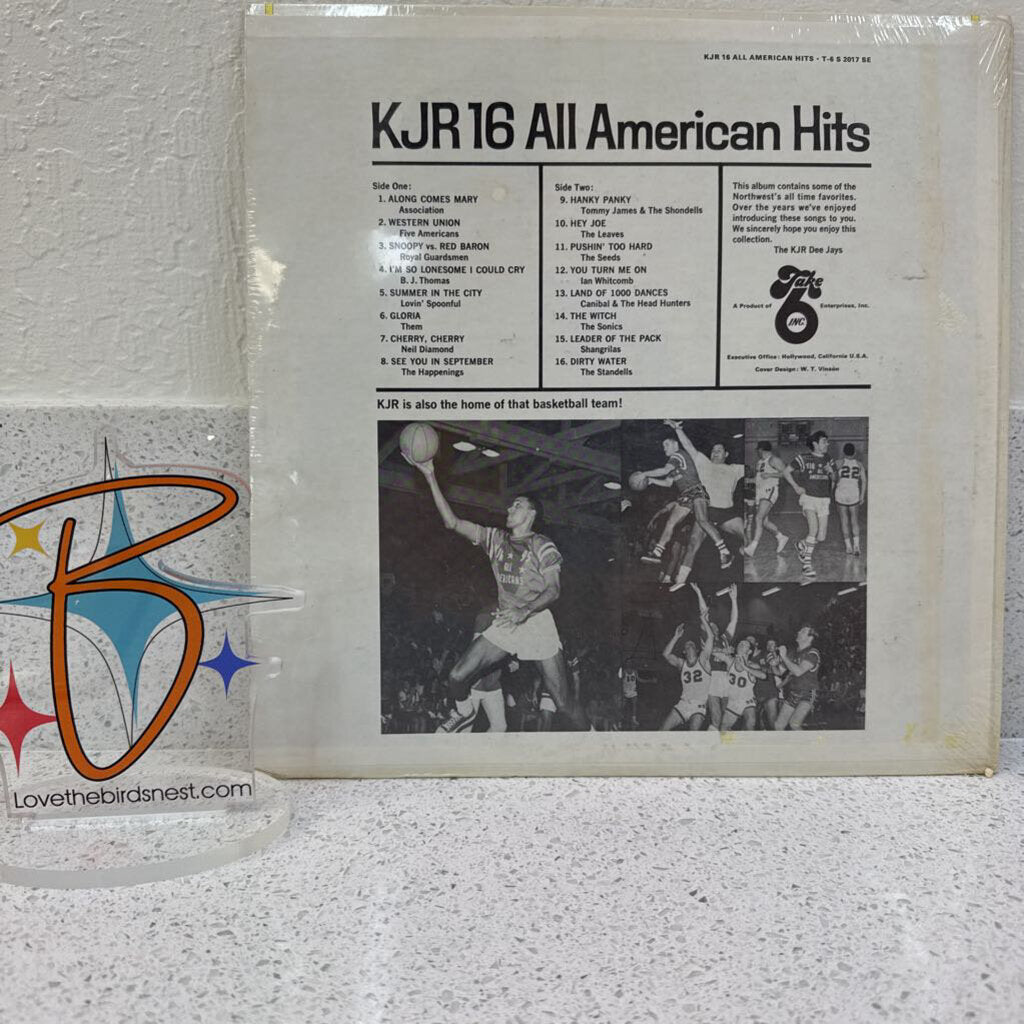 KJR 16 ALL AMERICAN HITS · T-6 S 2017 SE
KJR 16 All American Hits
Side One:
1. ALONG COMES MARY
Association
2. WESTERN UNION
Five Americans
3. SNOOPY vs. RED BARON
Royal Guardsmen
4. I'M SO LONESOME I COULD CRY
B. J. Thomas
5. SUMMER IN THE CITY
Lovin' Spoonful
6. GLORIA
Them
7. CHERRY, CHERRY
Neil Diamond
8. SEE YOU IN SEPTEMBER
The Happenings
Side Two:
9. HANKY PANKY
Tommy James & The Shondells
10. HEY JOE
The Leaves
11. PUSHIN' TOO HARD
The Seeds
12. YOU TURN ME ON
Ian Whitcomb
13. LAND OF 1000 DANCES
Canibal & The Head Hunters
14. THE WITCH
The Sonics
15. LEADER OF THE PACK
Shangrilas
16. DIRTY WATER
The Standells
This album contains some of the
Northwest's all time favorites.
Over the years we've enjoyed
introducing these songs to you.
We sincerely hope you enjoy this
collection.
The KJR Dee Jays
Take
A Product of 6 Enterprises, Inc.
INC.
Executive Office: Hollywood, California U.S.A.
Cover Design: W. T. Vinson
KJR is also the home of that basketball team!
ALL
22
32
30
B
Lovethebirdsnest.com